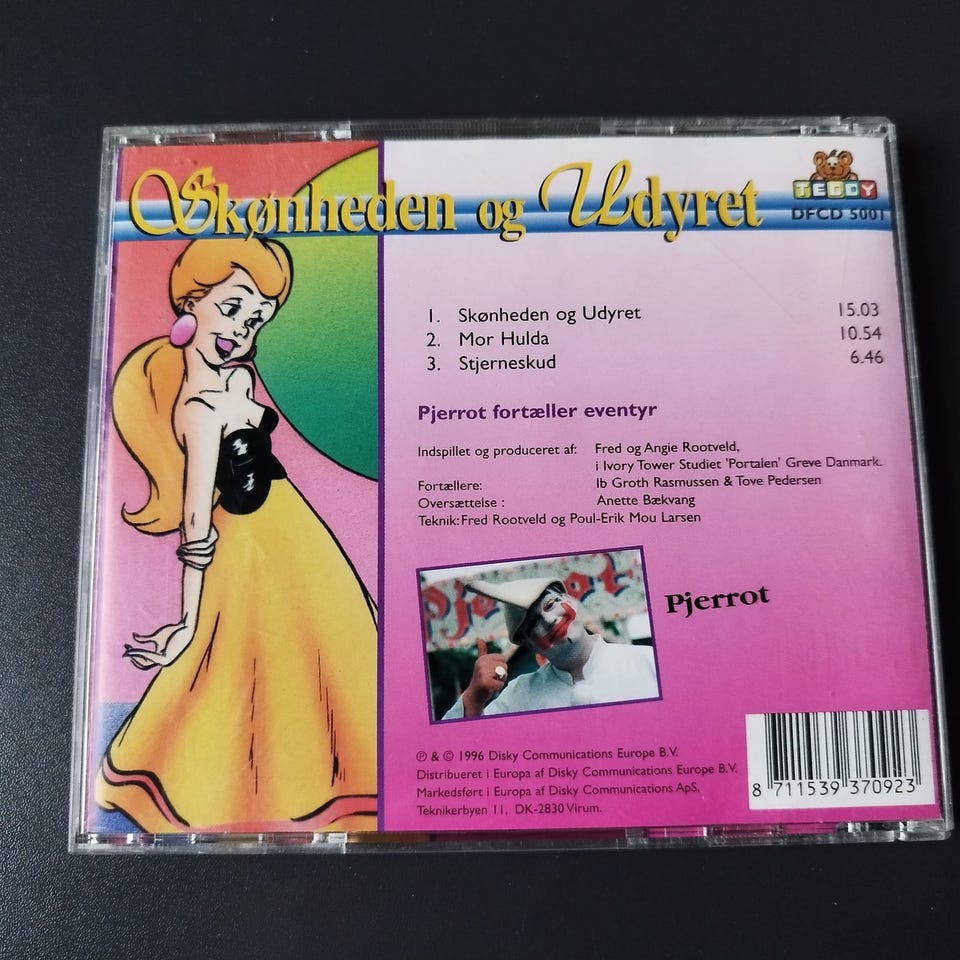 Skønheden og Udyret
TEDDY
DFCD 5001
1. Skønheden og Udyret 15.03
2. Mor Hulda 10.54
3. Stjerneskud 6.46
Pjerrot fortæller eventyr
Indspillet og produceret af: Fred og Angie Rootveld,
i Ivory Tower Studiet 'Portalen' Greve Danmark.
Fortællere: Ib Groth Rasmussen & Tove Pedersen
Oversættelse : Anette Bækvang
Teknik: Fred Rootveld og Poul-Erik Mou Larsen
Pjerrot
Pjerrot
℗ & © 1996 Disky Communications Europe B.V.
Distribueret i Europa af Disky Communications Europe B.V.
Markedsført i Europa af Disky Communications ApS.
Teknikerbyen 11, DK-2830 Virum.
8 711539 370923